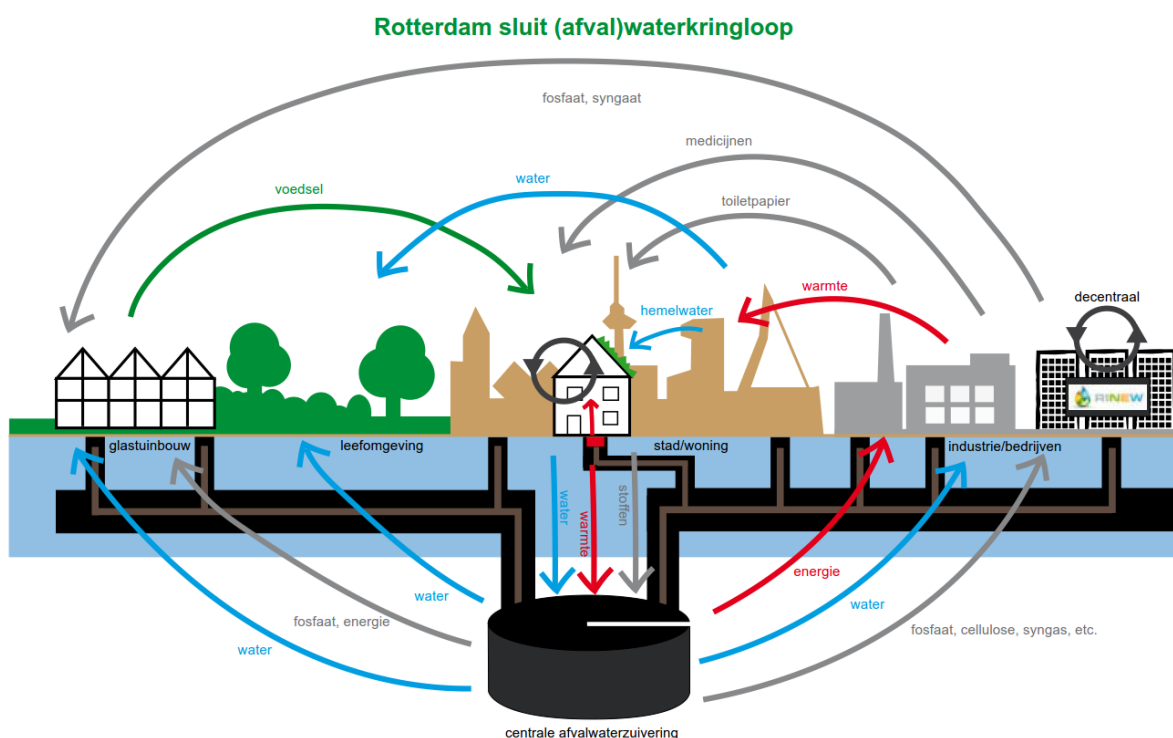 Rotterdam sluit (afval)waterkringloop
fosfaat, syngaat
medicijnen
voedsel
water
toiletpapier
warmte
decentraal
hemelwater
RINEW
glastuinbouw
leefomgeving
stad/woning
industrie/bedrijven
water
warmte
stoffen
energie
water
water
fosfaat, energie
fosfaat, cellulose, syngas, etc.
water
centrale afvalwaterzuivering